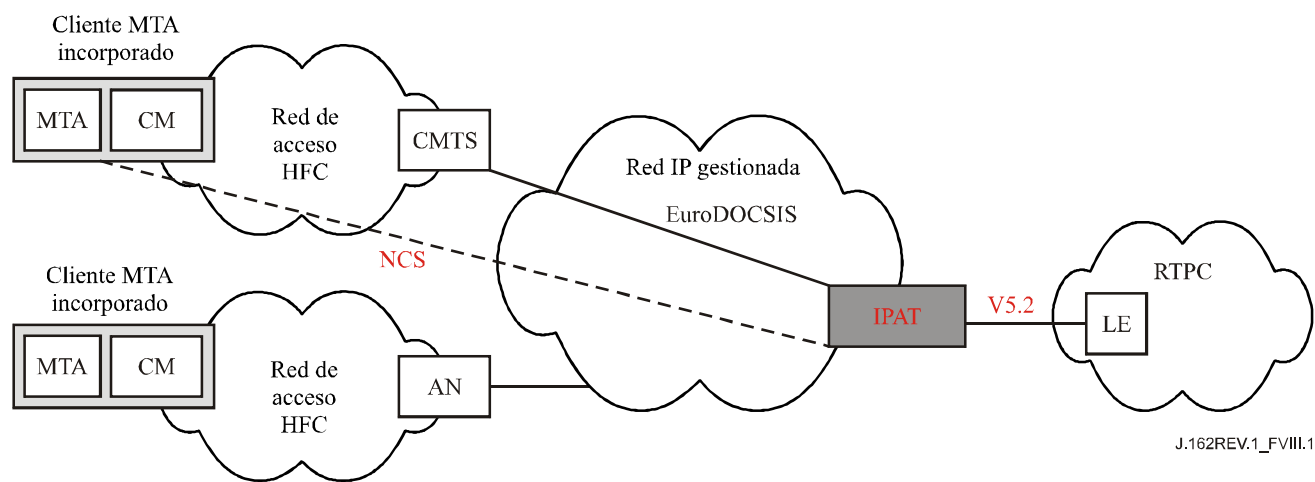 Cliente MTA
incorporado
MTA
CM
Red de
acceso
HFC
CMTS
Red IP gestionada
EuroDOCSIS
NCS
Cliente MTA
incorporado
MTA
CM
Red de
acceso
HFC
AN
IPAT
V5.2
RTPC
LE
J.162REV.1_FVIII.1